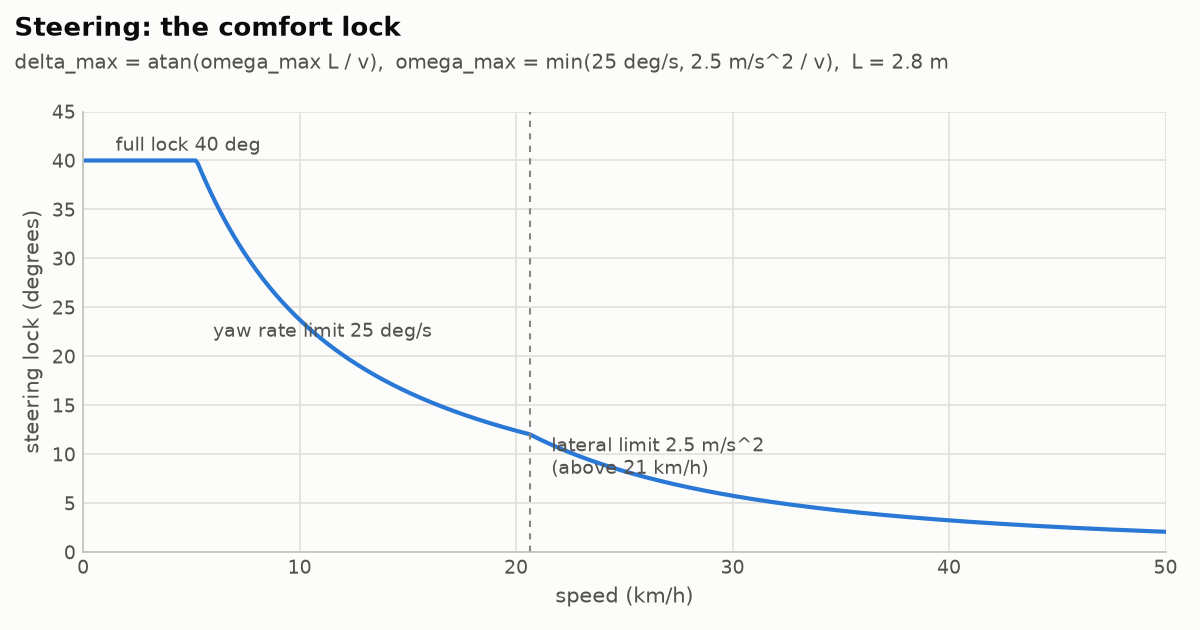 Steering: the comfort lock
delta_max = atan(omega_max L / v),  omega_max = min(25 deg/s, 2.5 m/s^2 / v),  L = 2.8 m
45
40
35
30
25
20
15
10
5
0
steering lock (degrees)
full lock 40 deg
yaw rate limit 25 deg/s
lateral limit 2.5 m/s^2
(above 21 km/h)
0
10
20
30
40
50
speed (km/h)